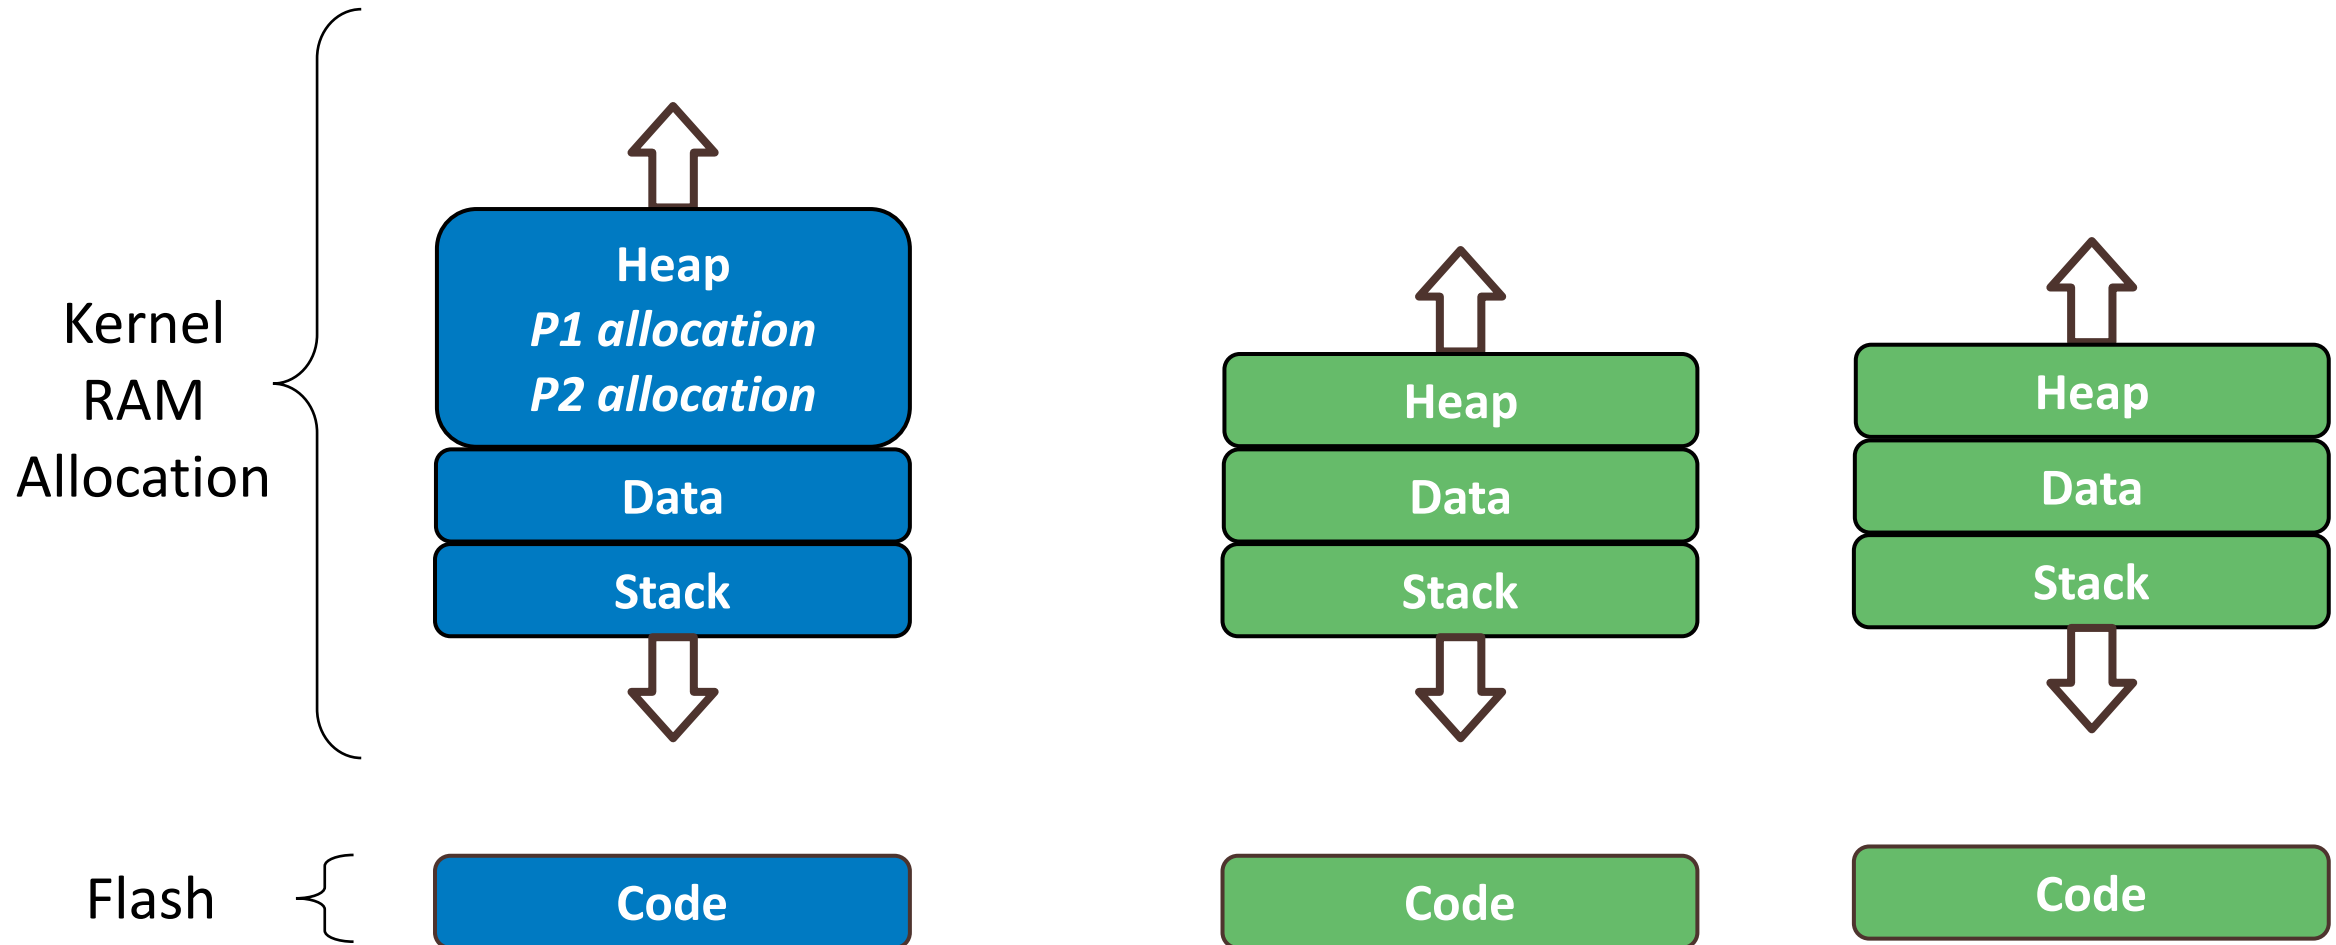 Kernel
RAM
Allocation
Heap
P1 allocation
P2 allocation
Data
Stack
Heap
Data
Stack
Heap
Data
Stack
Flash
Code
Code
Code